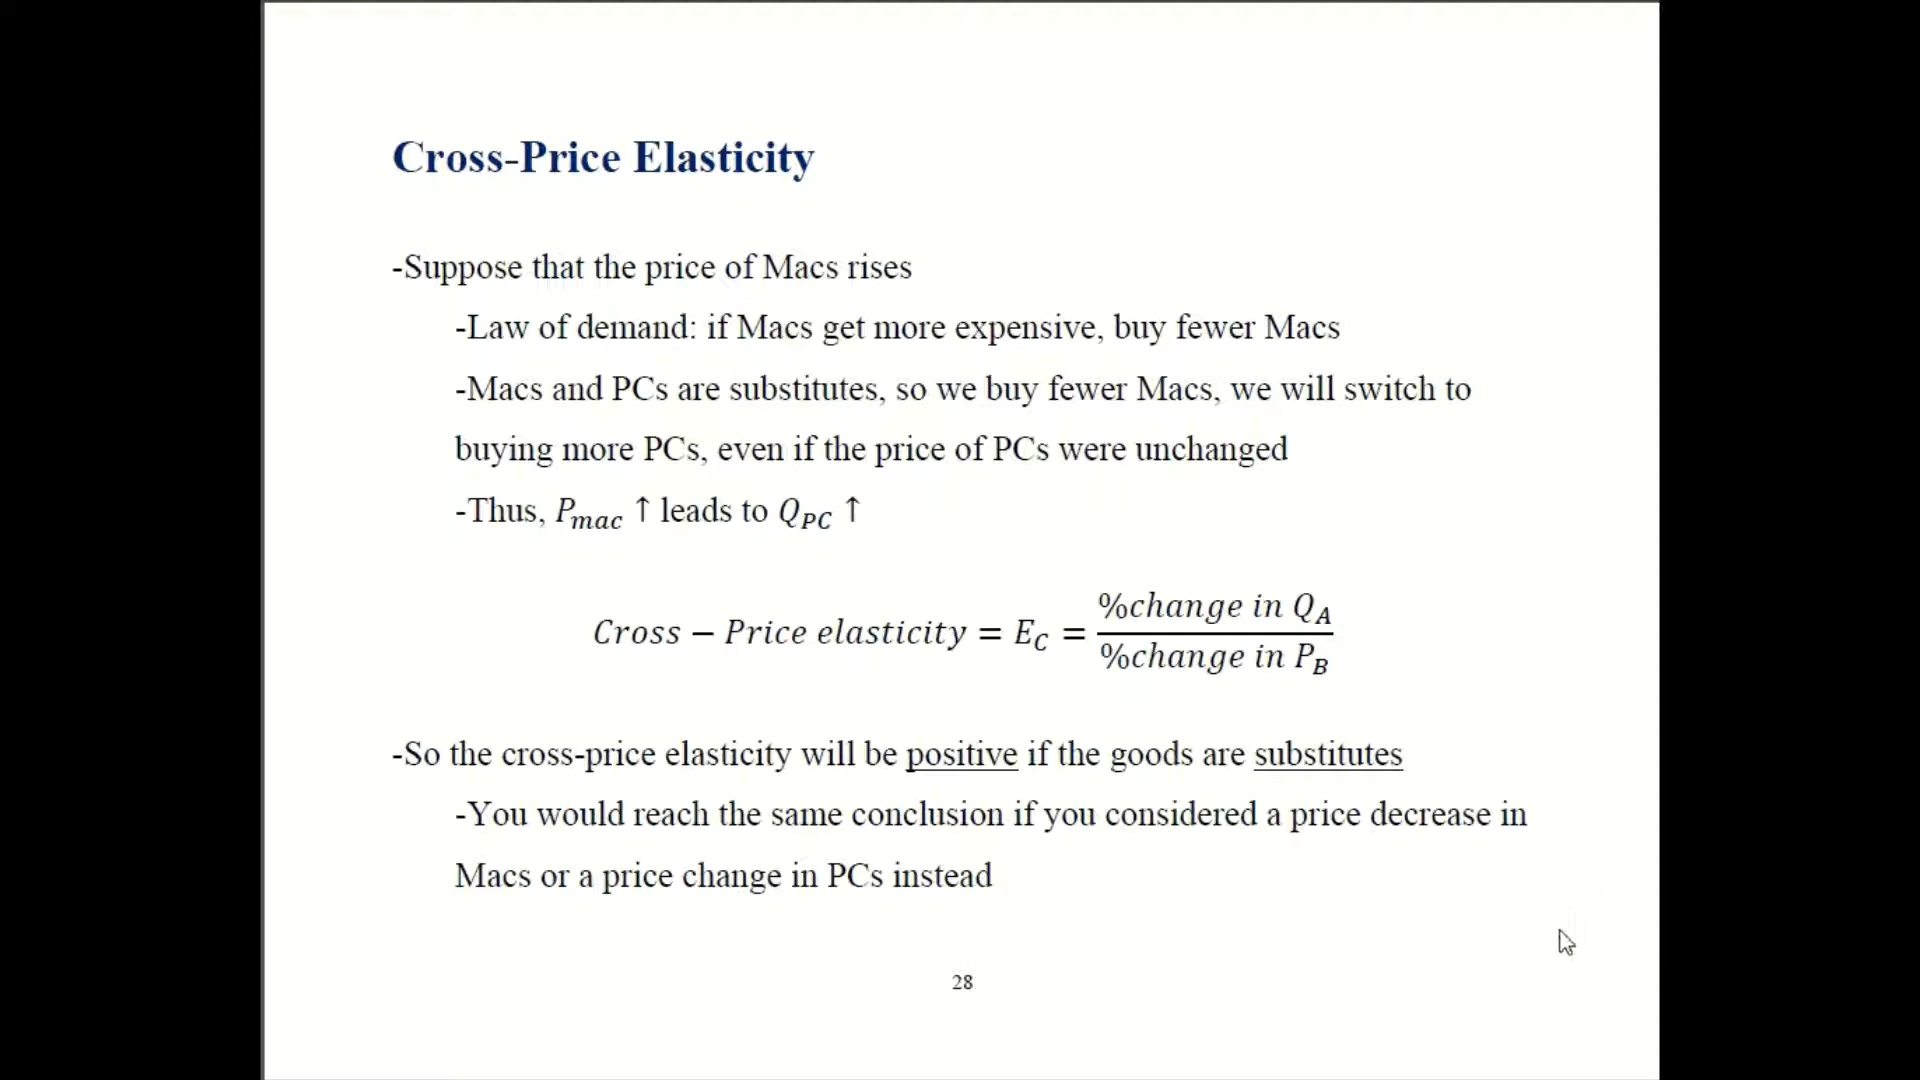 Cross-Price Elasticity
-Suppose that the price of Macs rises
-Law of demand: if Macs get more expensive, buy fewer Macs
-Macs and PCs are substitutes, so we buy fewer Macs, we will switch to
buying more PCs, even if the price of PCs were unchanged
-Thus, P_mac ↑ leads to Q_PC ↑
Cross − Price elasticity = E_C = %change in Q_A / %change in P_B
-So the cross-price elasticity will be positive if the goods are substitutes
-You would reach the same conclusion if you considered a price decrease in
Macs or a price change in PCs instead
28